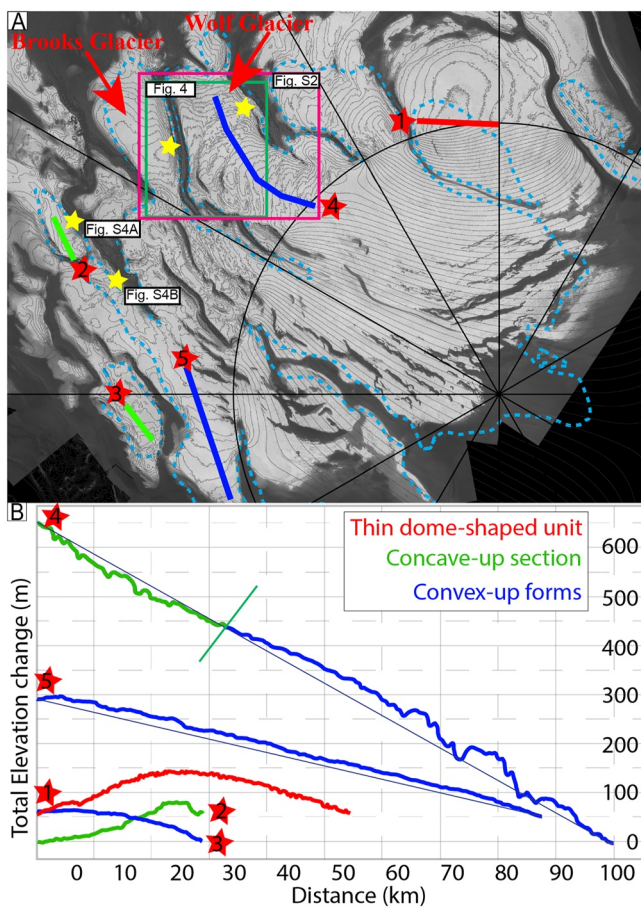 A
Wolf Glacier
Brooks Glacier
Fig. S2
Fig. 4
1
4
Fig. S4A
2
Fig. S4B
5
3
B
4
Thin dome-shaped unit
Concave-up section
Convex-up forms
600
500
400
300
200
100
0
5
1
2
3
Total Elevation change (m)
0 10 20 30 40 50 60 70 80 90 100
Distance (km)